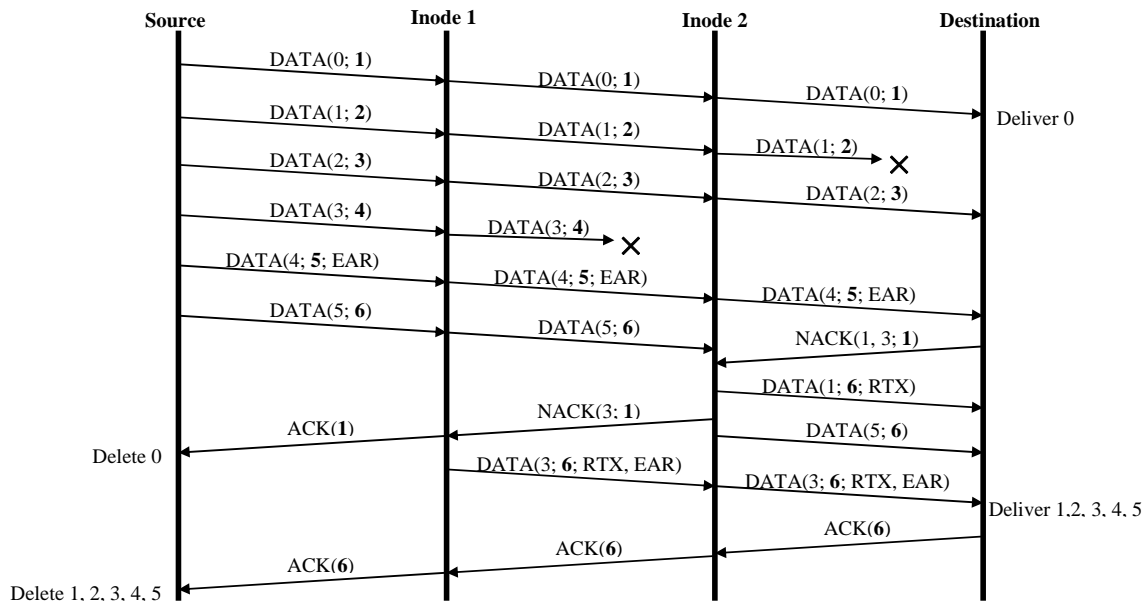 Source
Inode 1
Inode 2
Destination
DATA(0; 1)
DATA(0; 1)
DATA(0; 1)
Deliver 0
DATA(1; 2)
DATA(1; 2)
DATA(1; 2)
DATA(2; 3)
DATA(2; 3)
DATA(2; 3)
DATA(3; 4)
DATA(3; 4)
DATA(4; 5; EAR)
DATA(4; 5; EAR)
DATA(4; 5; EAR)
DATA(5; 6)
DATA(5; 6)
NACK(1, 3; 1)
DATA(1; 6; RTX)
NACK(3; 1)
ACK(1)
DATA(5; 6)
Delete 0
DATA(3; 6; RTX, EAR)
DATA(3; 6; RTX, EAR)
Deliver 1,2, 3, 4, 5
ACK(6)
ACK(6)
ACK(6)
Delete 1, 2, 3, 4, 5